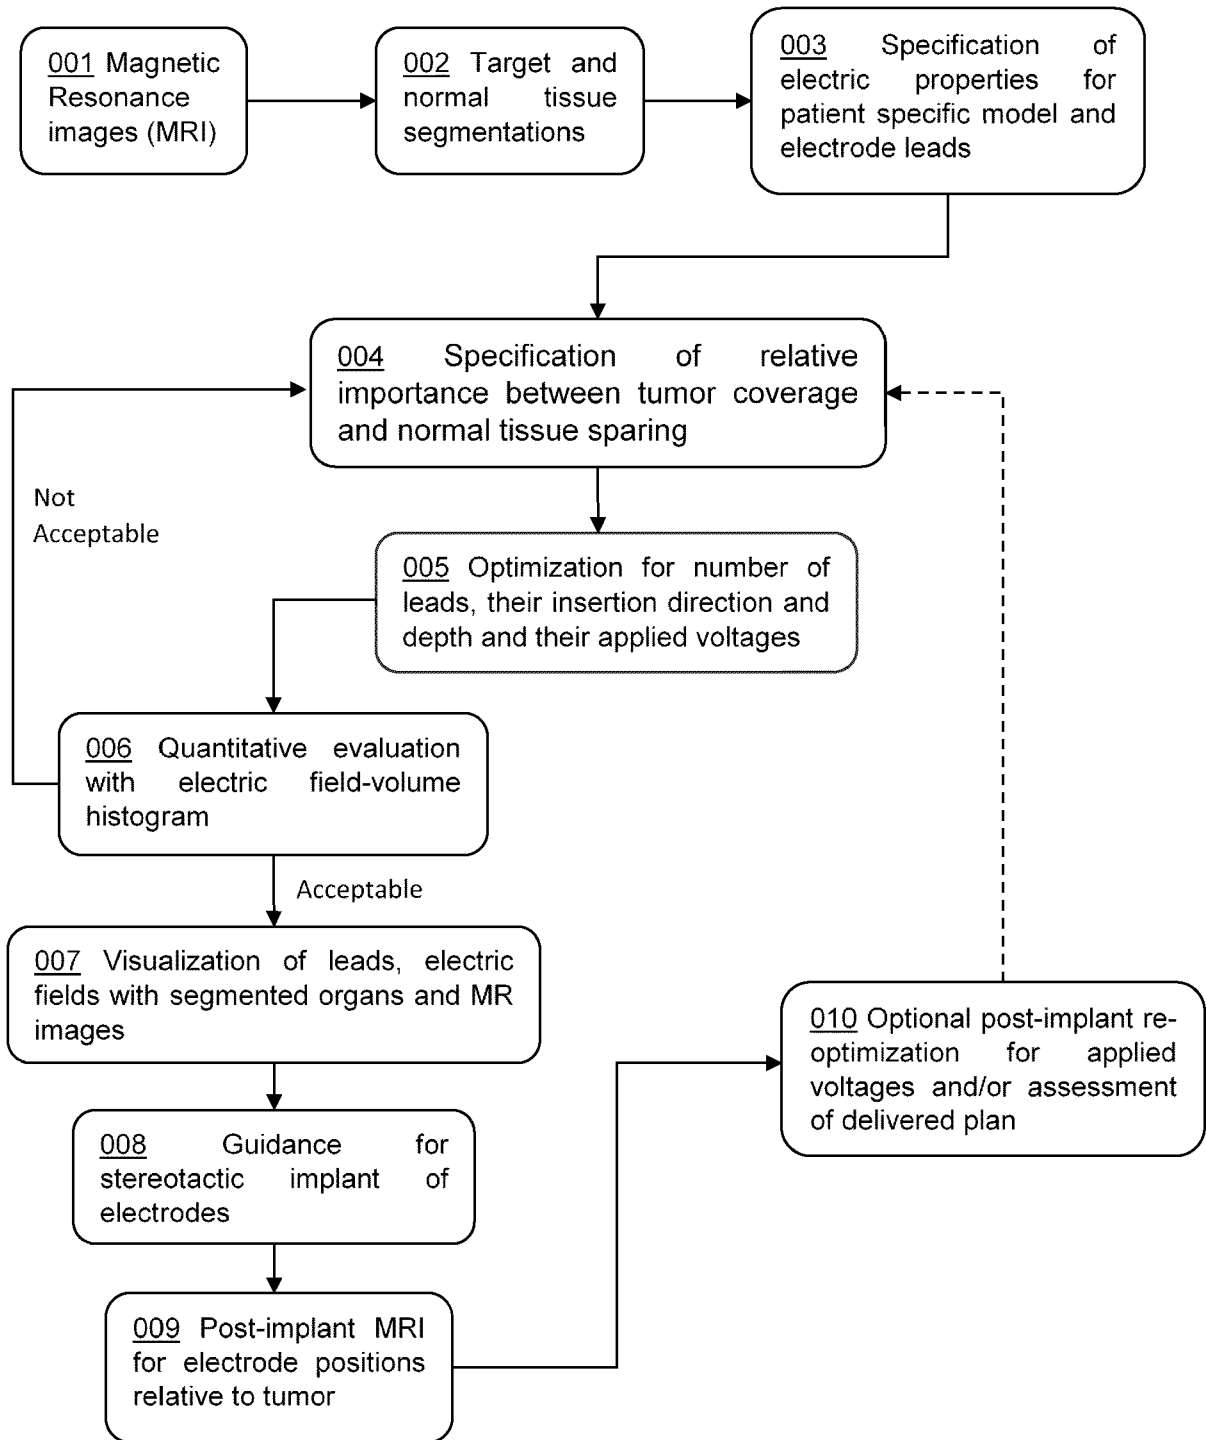 001 Magnetic
Resonance
images (MRI)
002 Target and
normal tissue
segmentations
003 Specification of
electric properties for
patient specific model and
electrode leads
004 Specification of relative
importance between tumor coverage
and normal tissue sparing
Not
Acceptable
005 Optimization for number of
leads, their insertion direction and
depth and their applied voltages
006 Quantitative evaluation
with electric field-volume
histogram
Acceptable
007 Visualization of leads, electric
fields with segmented organs and MR
images
008 Guidance for
stereotactic implant of
electrodes
009 Post-implant MRI
for electrode positions
relative to tumor
010 Optional post-implant re-
optimization for applied
voltages and/or assessment
of delivered plan